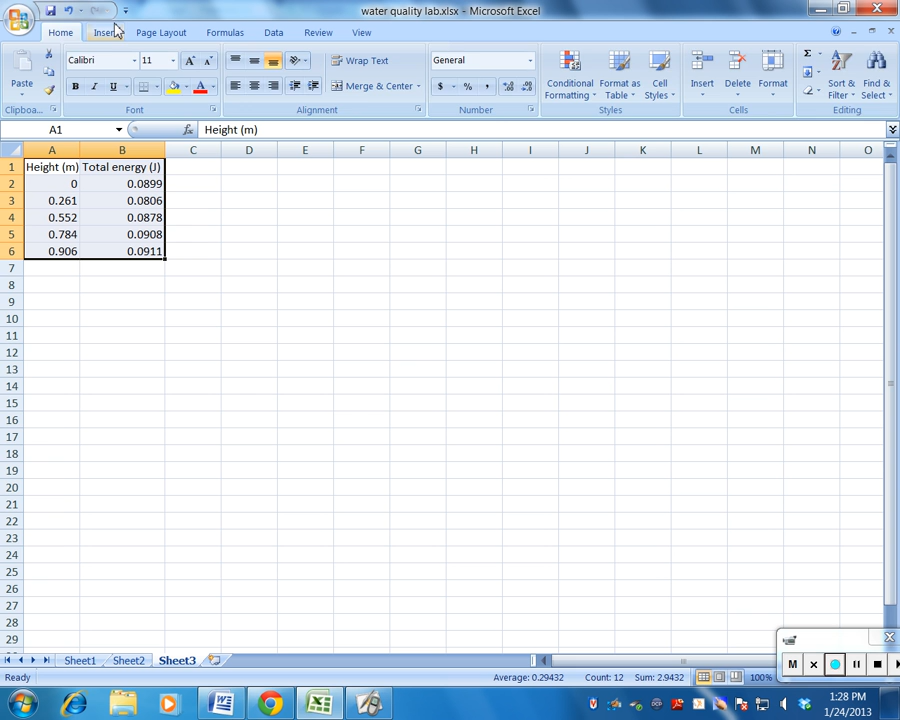 water quality lab.xlsx - Microsoft Excel
Home Insert Page Layout Formulas Data Review View
Paste Calibri 11 A A Wrap Text General Conditional Formatting Format as Table Cell Styles Insert Delete Format Sort & Filter Find & Select
B I U A Merge & Center $ % ,
Clipboa... Font Alignment Number Styles Cells Editing
A1 fx Height (m)
A B C D E F G H I J K L M N O
1 Height (m) Total energy (J)
2 0 0.0899
3 0.261 0.0806
4 0.552 0.0878
5 0.784 0.0908
6 0.906 0.0911
7
8
9
10
11
12
13
14
15
16
17
18
19
20
21
22
23
24
25
26
27
28
29
Sheet1 Sheet2 Sheet3
M
Ready Average: 0.29432 Count: 12 Sum: 2.9432 100%
1:28 PM
1/24/2013